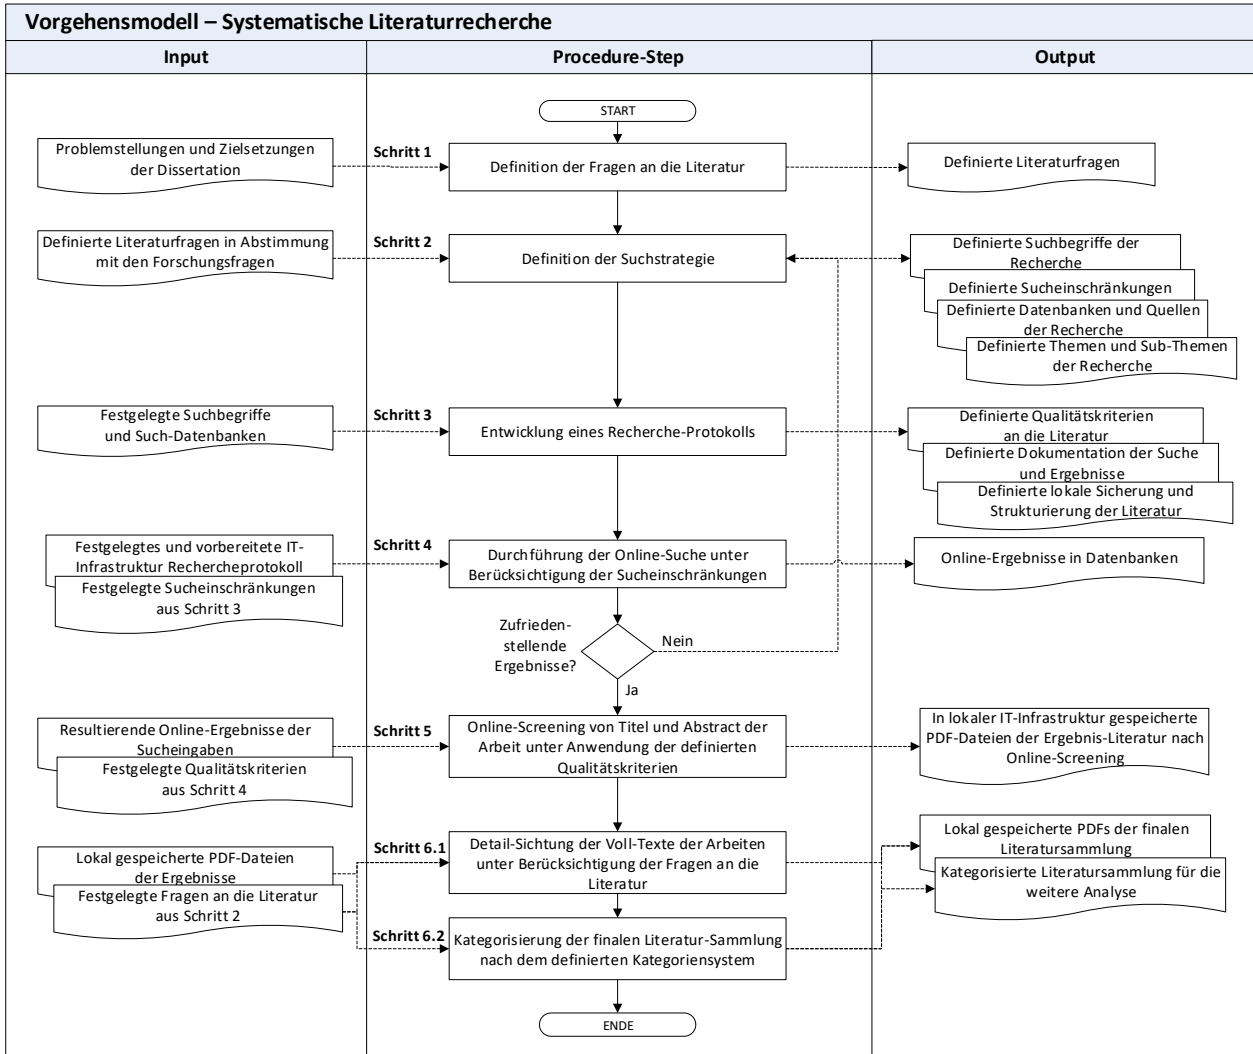 Vorgehensmodell – Systematische Literaturrecherche
Input
Procedure-Step
Output
START
Problemstellungen und Zielsetzungen
der Dissertation
Schritt 1
Definition der Fragen an die Literatur
Definierte Literaturfragen
Definierte Literaturfragen in Abstimmung
mit den Forschungsfragen
Schritt 2
Definition der Suchstrategie
Definierte Suchbegriffe der
Recherche
Definierte Sucheinschränkungen
Definierte Datenbanken und Quellen
der Recherche
Definierte Themen und Sub-Themen
der Recherche
Festgelegte Suchbegriffe
und Such-Datenbanken
Schritt 3
Entwicklung eines Recherche-Protokolls
Definierte Qualitätskriterien
an die Literatur
Definierte Dokumentation der Suche
und Ergebnisse
Definierte lokale Sicherung und
Strukturierung der Literatur
Festgelegtes und vorbereitete IT-
Infrastruktur Rechercheprotokoll
Festgelegte Sucheinschränkungen
aus Schritt 3
Schritt 4
Durchführung der Online-Suche unter
Berücksichtigung der Sucheinschränkungen
Online-Ergebnisse in Datenbanken
Zufrieden-
stellende
Ergebnisse?
Nein
Ja
Resultierende Online-Ergebnisse der
Sucheingaben
Festgelegte Qualitätskriterien
aus Schritt 4
Schritt 5
Online-Screening von Titel und Abstract der
Arbeit unter Anwendung der definierten
Qualitätskriterien
In lokaler IT-Infrastruktur gespeicherte
PDF-Dateien der Ergebnis-Literatur nach
Online-Screening
Lokal gespeicherte PDF-Dateien
der Ergebnisse
Festgelegte Fragen an die Literatur
aus Schritt 2
Schritt 6.1
Detail-Sichtung der Voll-Texte der Arbeiten
unter Berücksichtigung der Fragen an die
Literatur
Lokal gespeicherte PDFs der finalen
Literatursammlung
Kategorisierte Literatursammlung für die
weitere Analyse
Schritt 6.2
Kategorisierung der finalen Literatur-Sammlung
nach dem definierten Kategoriensystem
ENDE